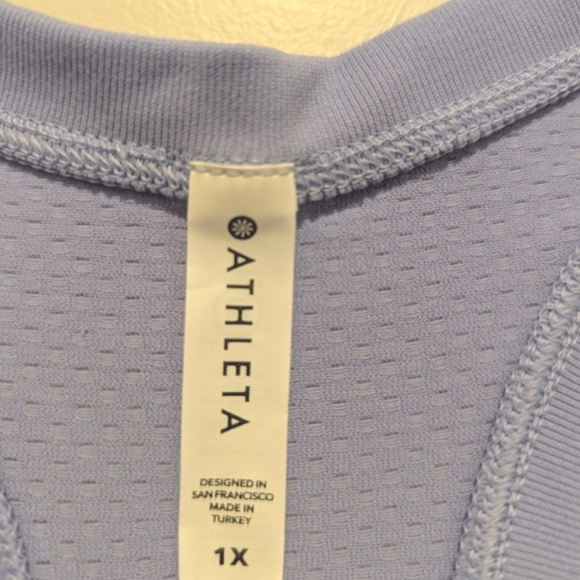 ATHLETA
DESIGNED IN
SAN FRANCISCO
MADE IN
TURKEY
1X